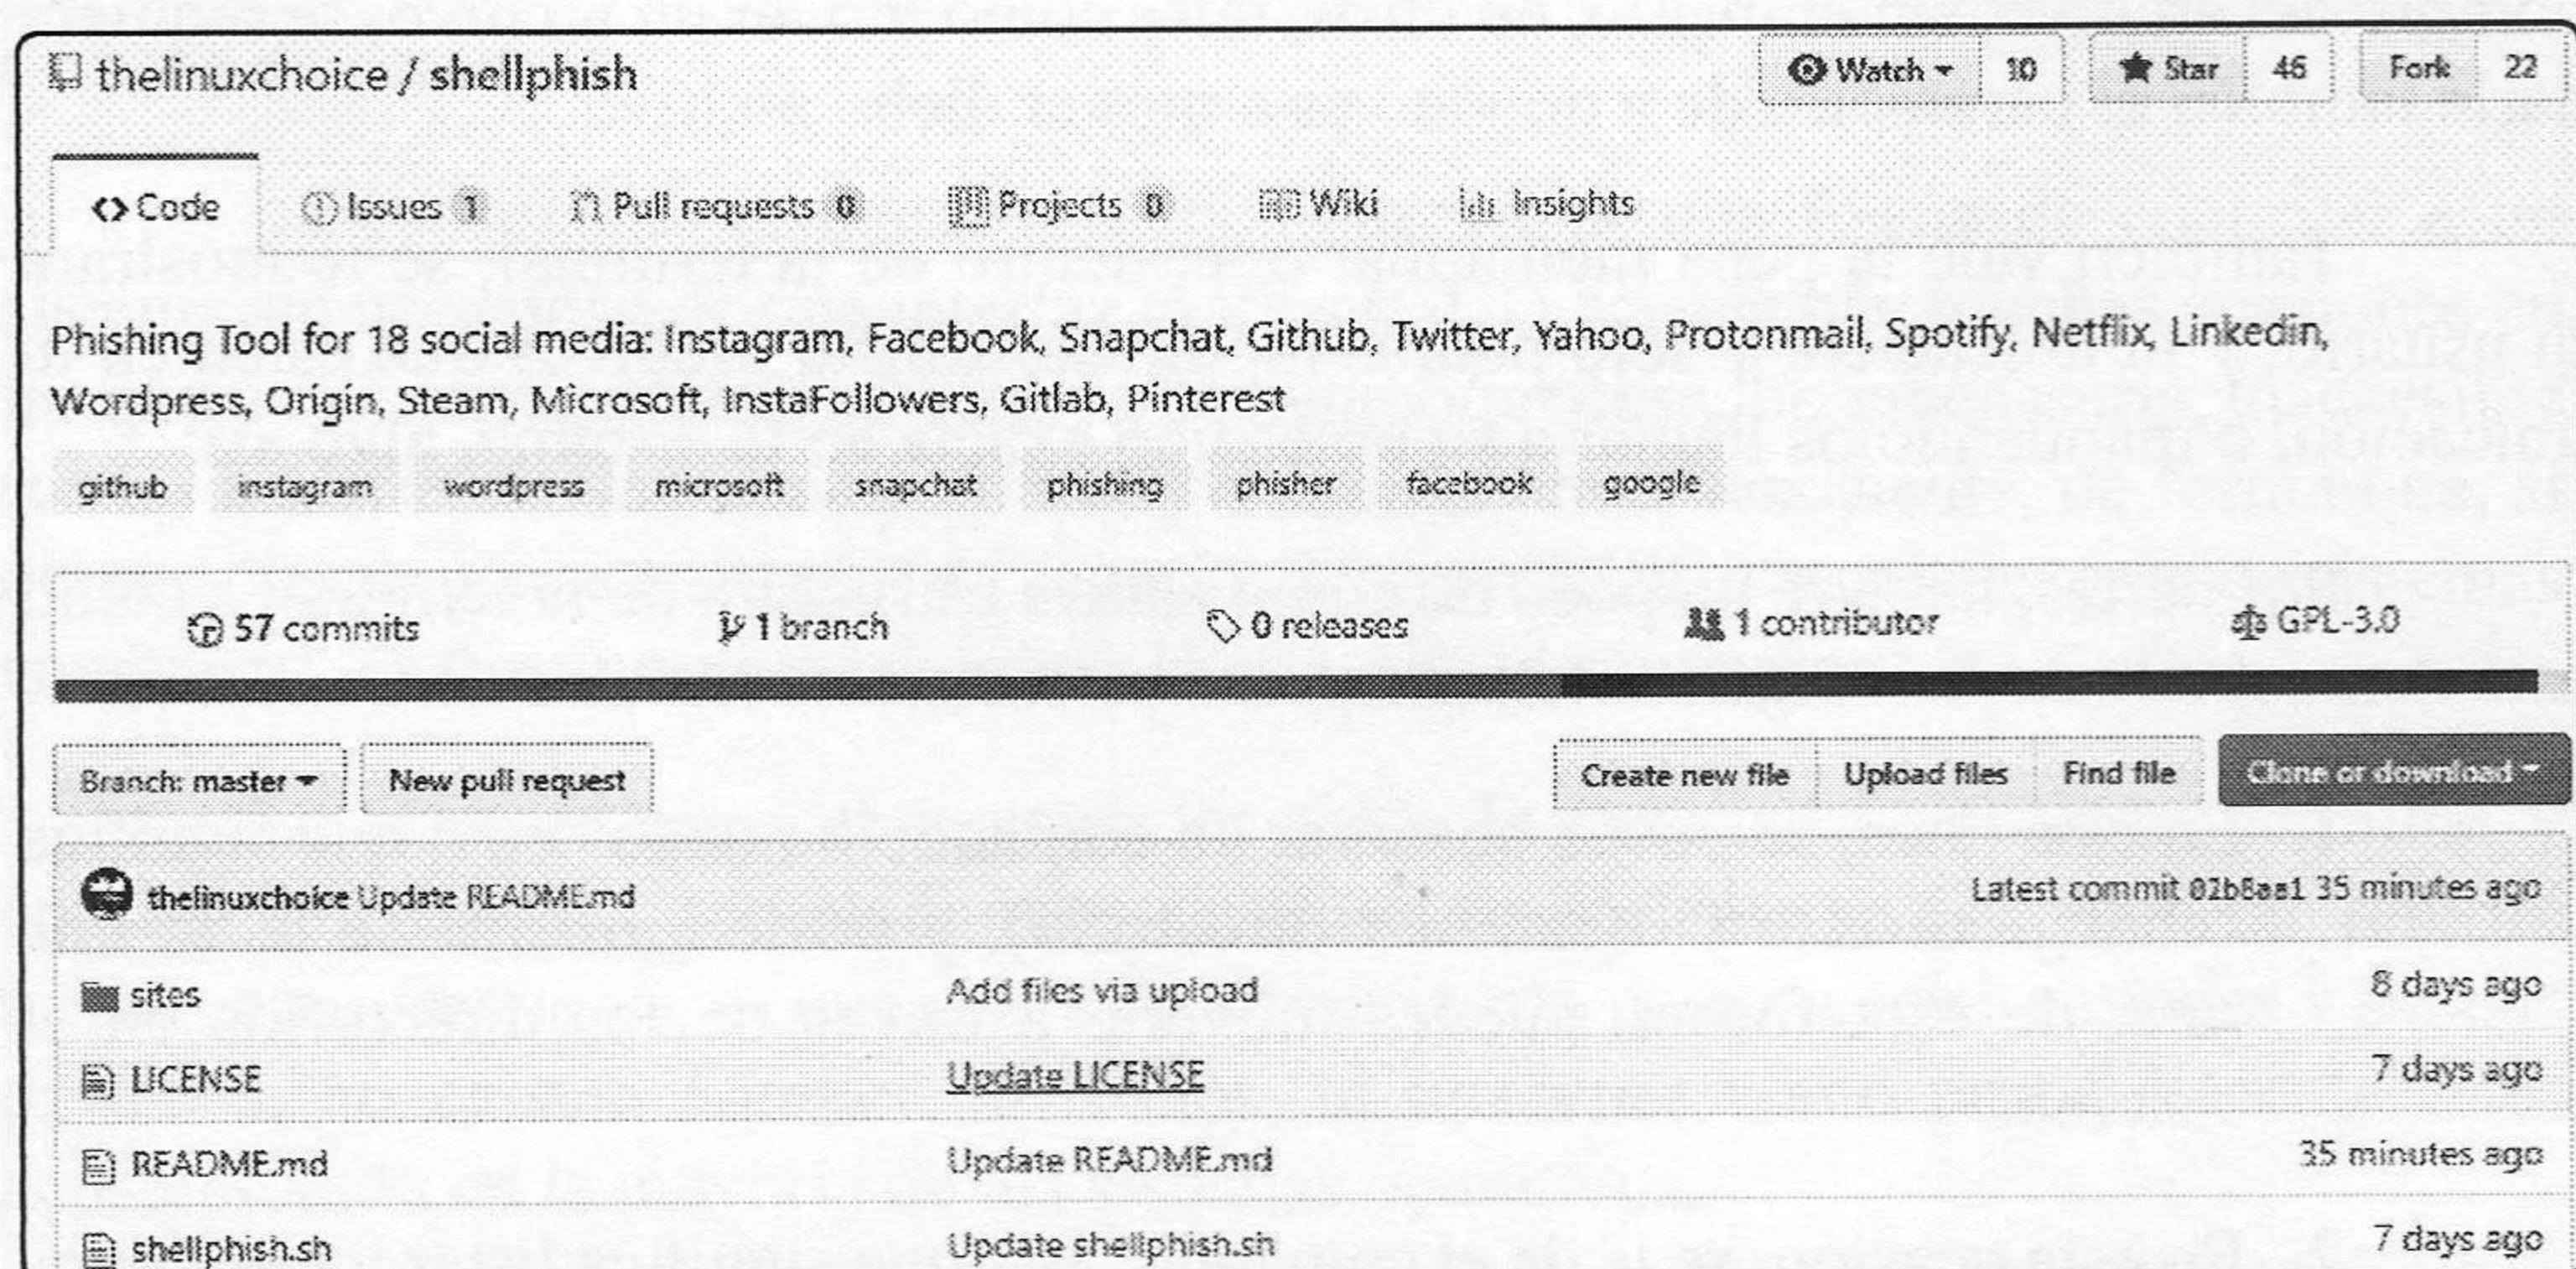 thelinuxchoice / shellphish Watch 10 Star 46 Fork 22
Code Issues 1 Pull requests 0 Projects 0 Wiki Insights
Phishing Tool for 18 social media: Instagram, Facebook, Snapchat, Github, Twitter, Yahoo, Protonmail, Spotify, Netflix, Linkedin,
Wordpress, Origin, Steam, Microsoft, InstaFollowers, Gitlab, Pinterest
github instagram wordpress microsoft snapchat phishing phisher facebook google
57 commits 1 branch 0 releases 1 contributor GPL-3.0
Branch: master New pull request Create new file Upload files Find file Clone or download
thelinuxchoice Update README.md Latest commit 02b8aa1 35 minutes ago
sites Add files via upload 8 days ago
LICENSE Update LICENSE 7 days ago
README.md Update README.md 35 minutes ago
shellphish.sh Update shellphish.sh 7 days ago